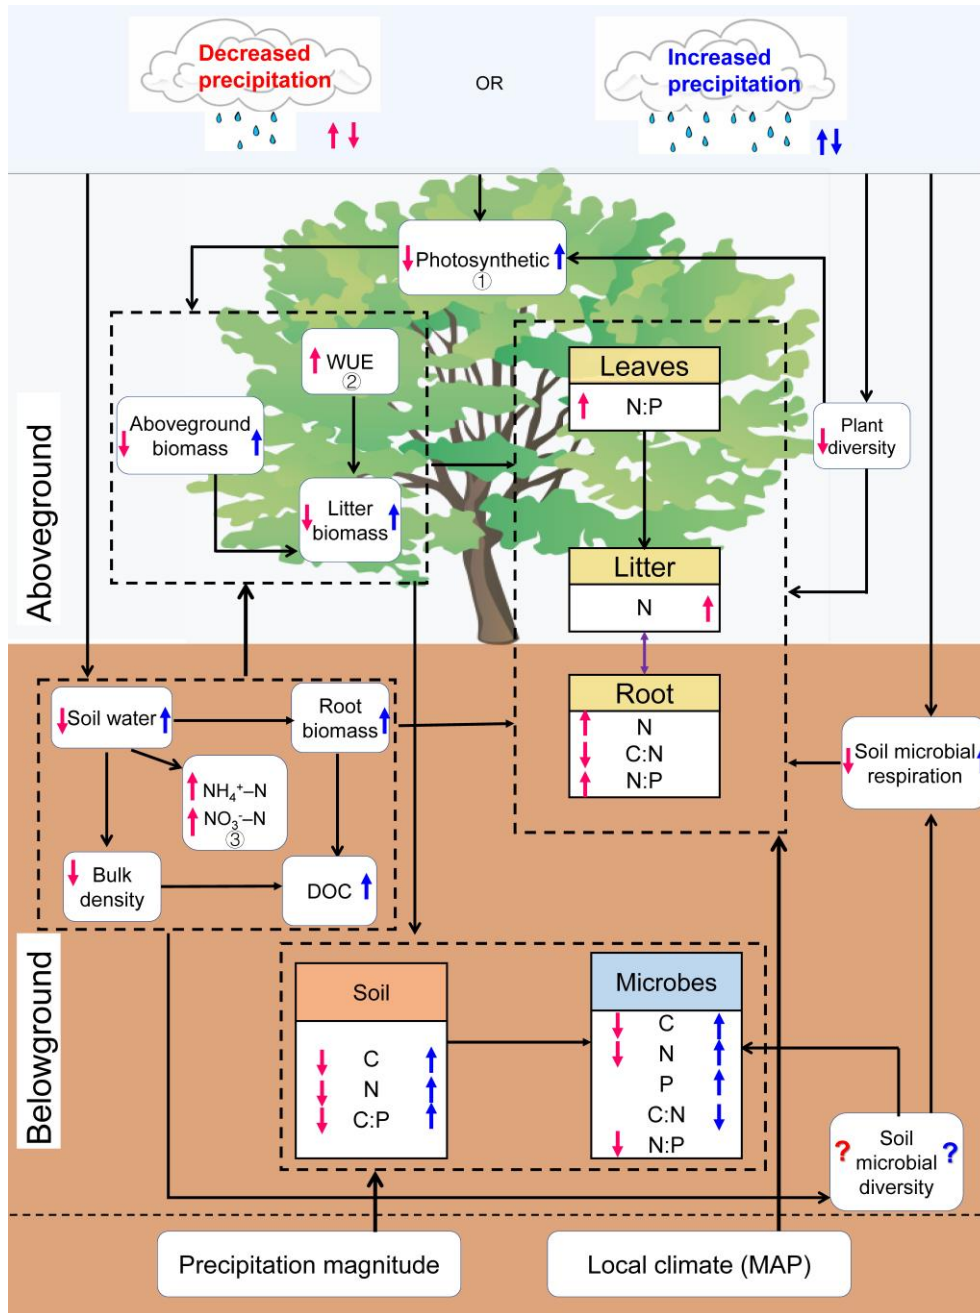 Decreased
precipitation
OR
Increased
precipitation
Photosynthetic
①
WUE
②
Aboveground
biomass
Litter
biomass
Leaves
N:P
Plant
diversity
Litter
N
Aboveground
Root
N
C:N
N:P
Soil water
Root
biomass
NH₄⁺–N
NO₃⁻–N
③
Bulk
density
DOC
Soil microbial
respiration
Belowground
Soil
C
N
C:P
Microbes
C
N
P
C:N
N:P
? Soil ?
microbial
diversity
Precipitation magnitude
Local climate (MAP)